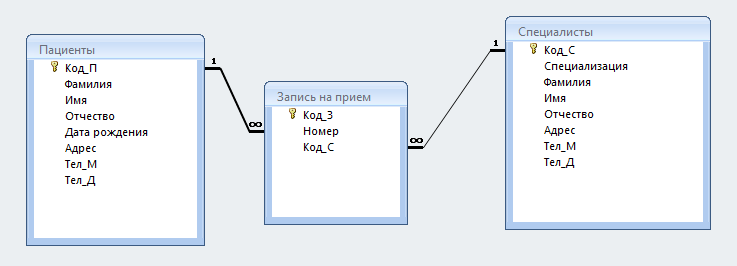 Пациенты
Код_П
Фамилия
Имя
Отчество
Дата рождения
Адрес
Тел_М
Тел_Д
1
∞
Запись на прием
Код_З
Номер
Код_С
∞
1
Специалисты
Код_С
Специализация
Фамилия
Имя
Отчество
Адрес
Тел_М
Тел_Д